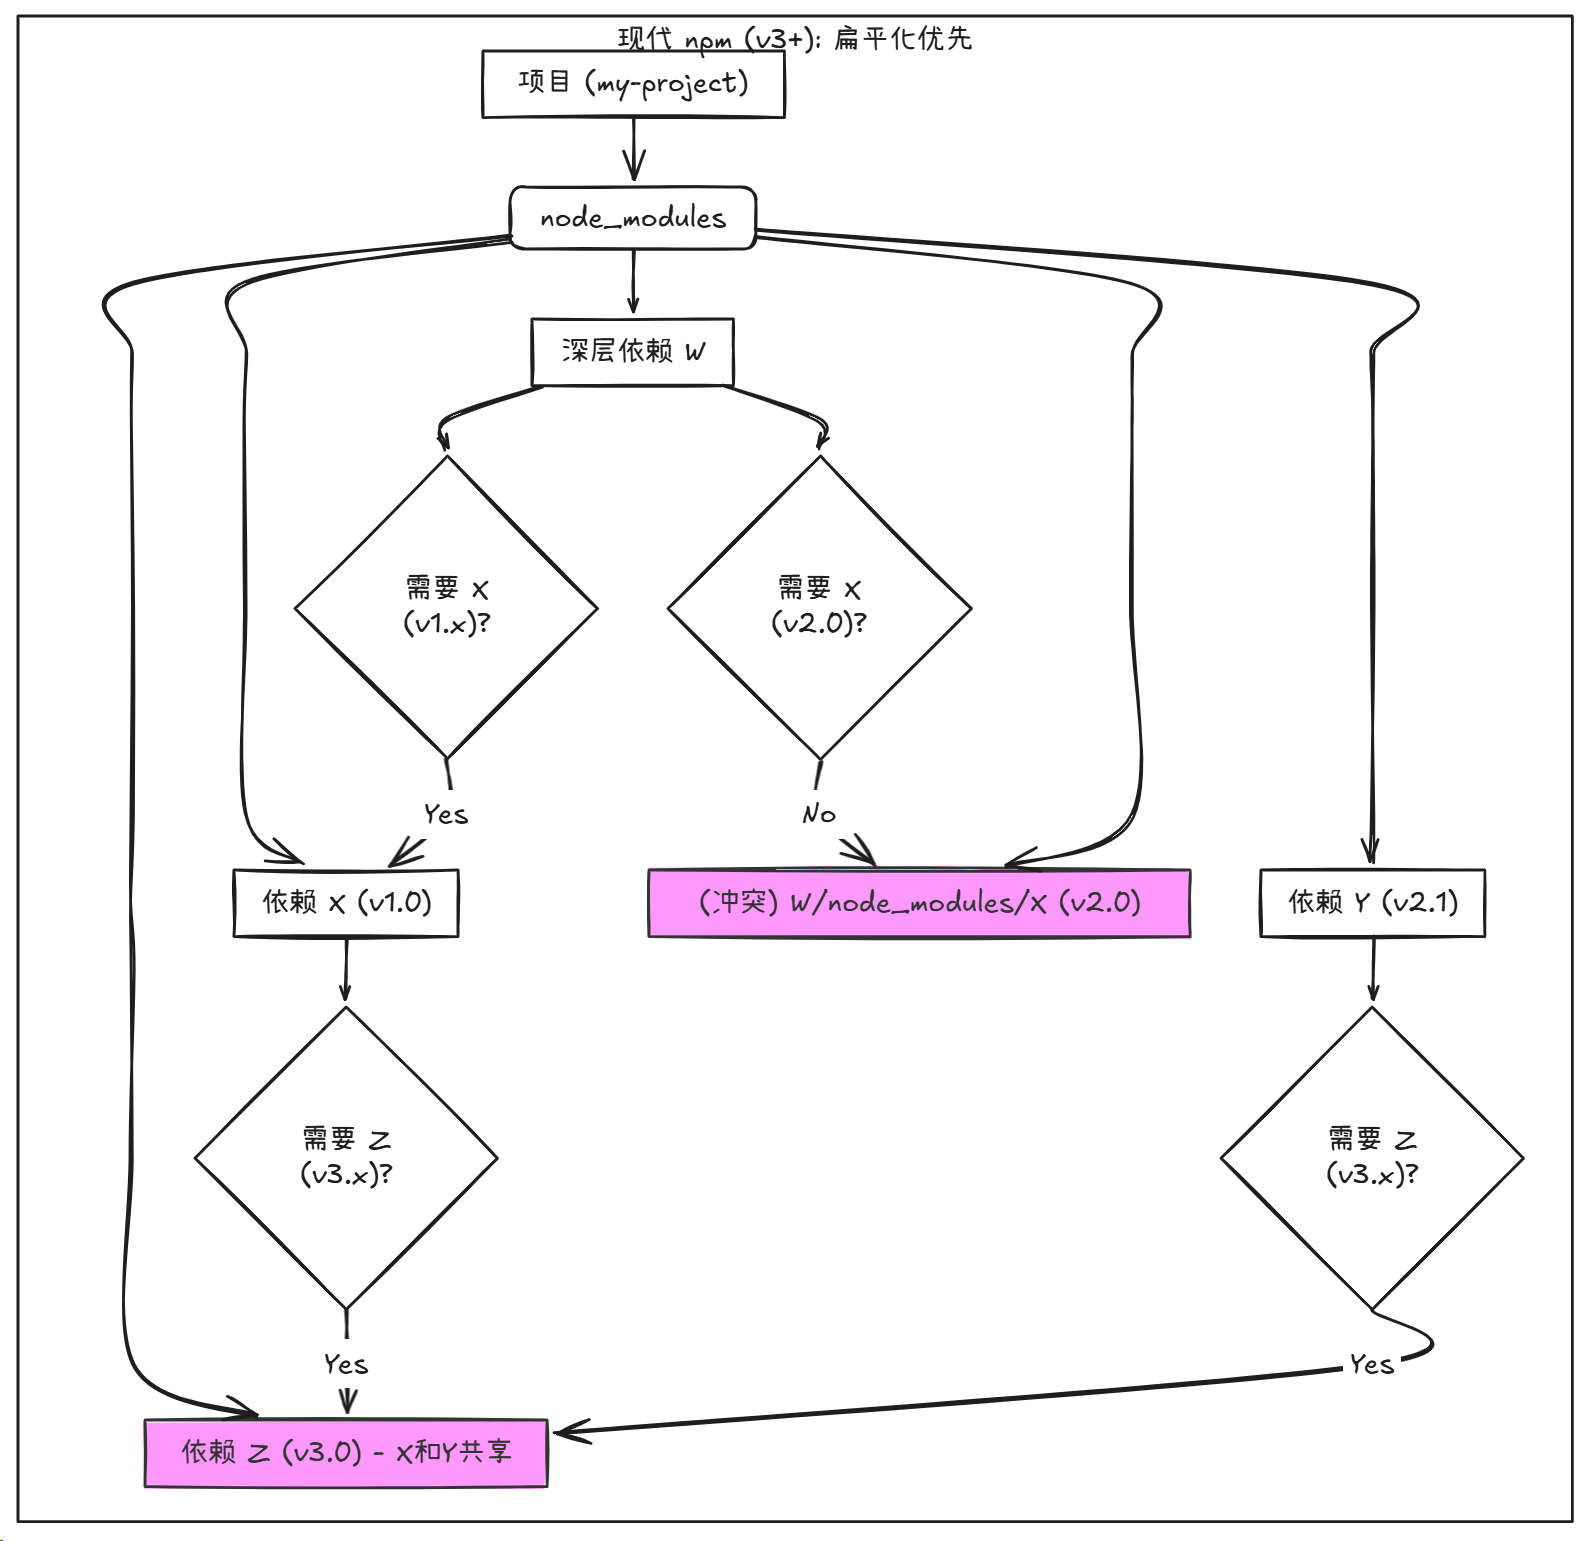 现代 npm (v3+): 扁平化优先
项目 (my-project)
node_modules
深层依赖 W
需要 X
(v1.x)?
需要 X
(v2.0)?
Yes
No
依赖 X (v1.0)
(冲突) W/node_modules/X (v2.0)
依赖 Y (v2.1)
需要 Z
(v3.x)?
需要 Z
(v3.x)?
Yes
Yes
依赖 Z (v3.0) - X和Y共享